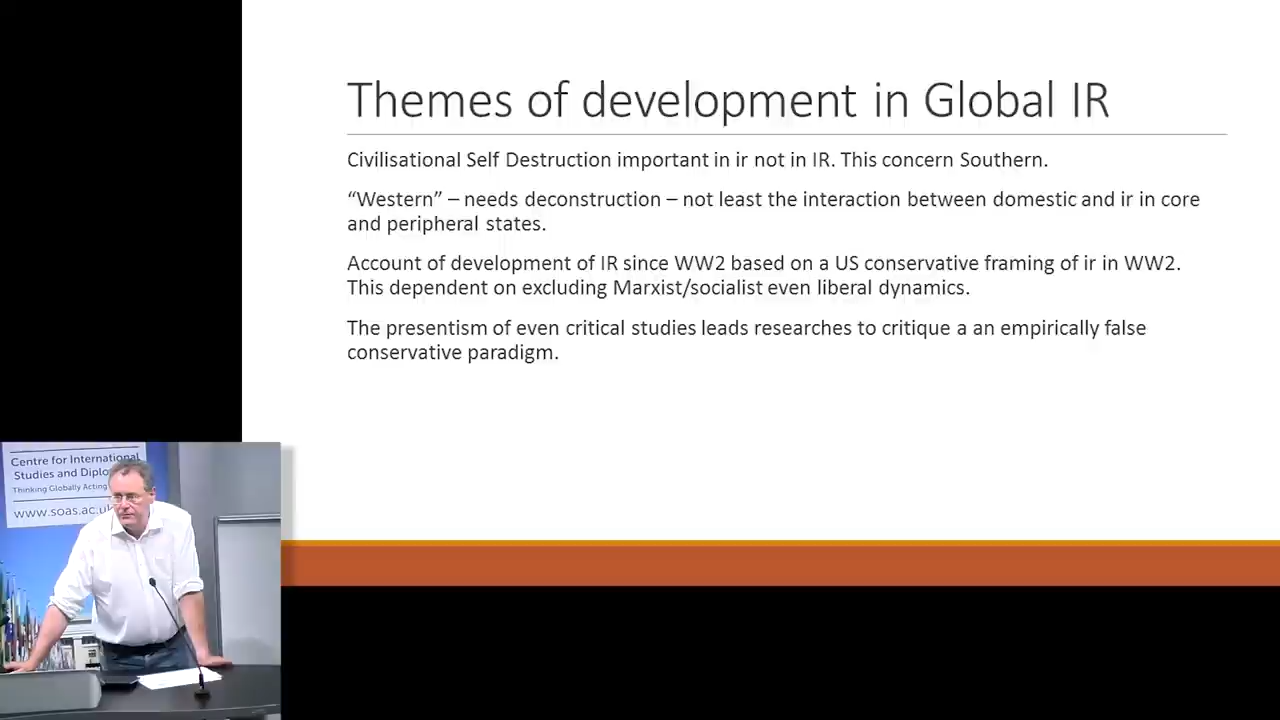 Themes of development in Global IR
Civilisational Self Destruction important in ir not in IR. This concern Southern.
“Western” – needs deconstruction – not least the interaction between domestic and ir in core
and peripheral states.
Account of development of IR since WW2 based on a US conservative framing of ir in WW2.
This dependent on excluding Marxist/socialist even liberal dynamics.
The presentism of even critical studies leads researches to critique a an empirically false
conservative paradigm.
Centre for International
Studies and Diplo
Thinking Globally Acting
www.soas.ac.uk